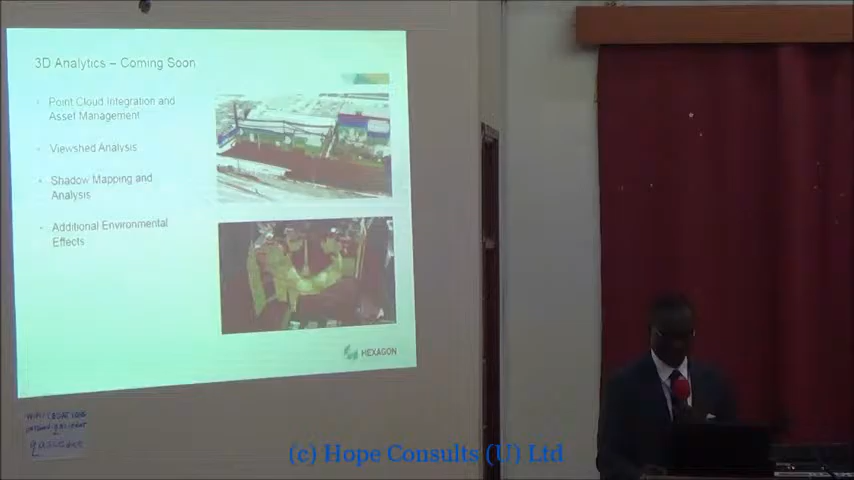 3D Analytics – Coming Soon
Point Cloud Integration and
Asset Management
Viewshed Analysis
Shadow Mapping and
Analysis
Additional Environmental
Effects
HEXAGON
(c) Hope Consults (U) Ltd